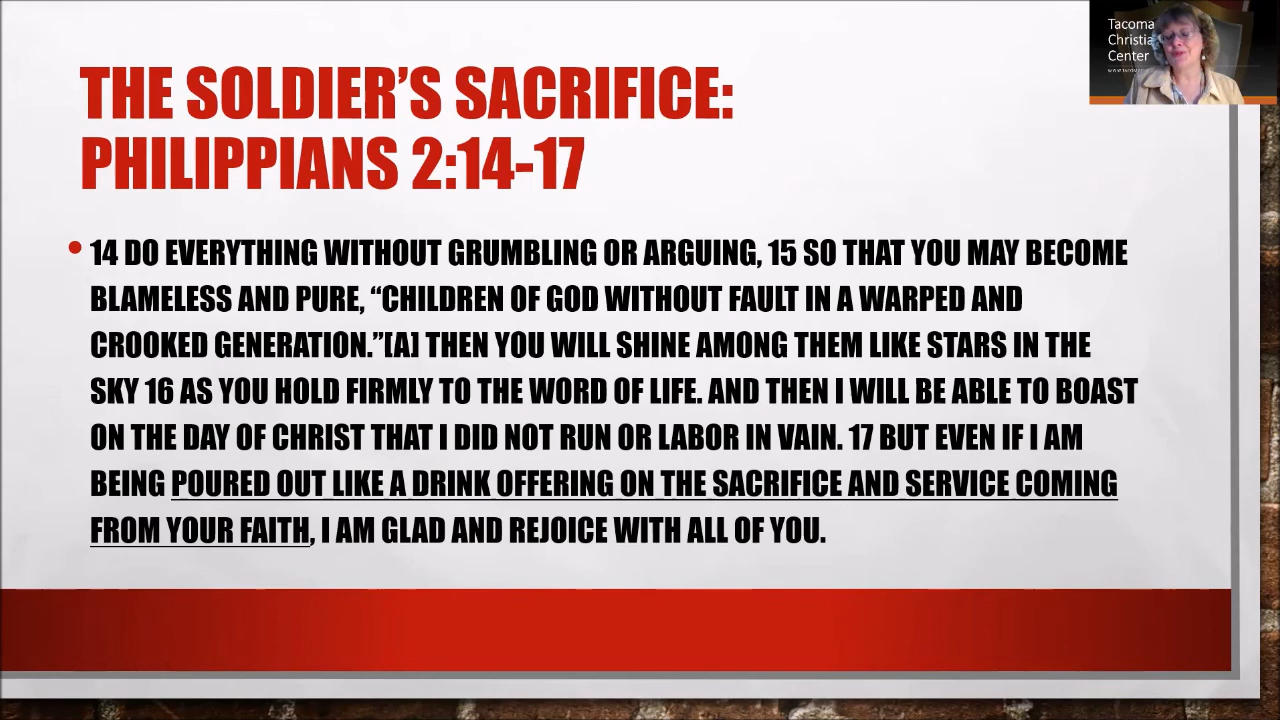 THE SOLDIER’S SACRIFICE:
PHILIPPIANS 2:14-17
• 14 DO EVERYTHING WITHOUT GRUMBLING OR ARGUING, 15 SO THAT YOU MAY BECOME
BLAMELESS AND PURE, “CHILDREN OF GOD WITHOUT FAULT IN A WARPED AND
CROOKED GENERATION.”[A] THEN YOU WILL SHINE AMONG THEM LIKE STARS IN THE
SKY 16 AS YOU HOLD FIRMLY TO THE WORD OF LIFE. AND THEN I WILL BE ABLE TO BOAST
ON THE DAY OF CHRIST THAT I DID NOT RUN OR LABOR IN VAIN. 17 BUT EVEN IF I AM
BEING POURED OUT LIKE A DRINK OFFERING ON THE SACRIFICE AND SERVICE COMING
FROM YOUR FAITH, I AM GLAD AND REJOICE WITH ALL OF YOU.
Tacoma
Christia
Center